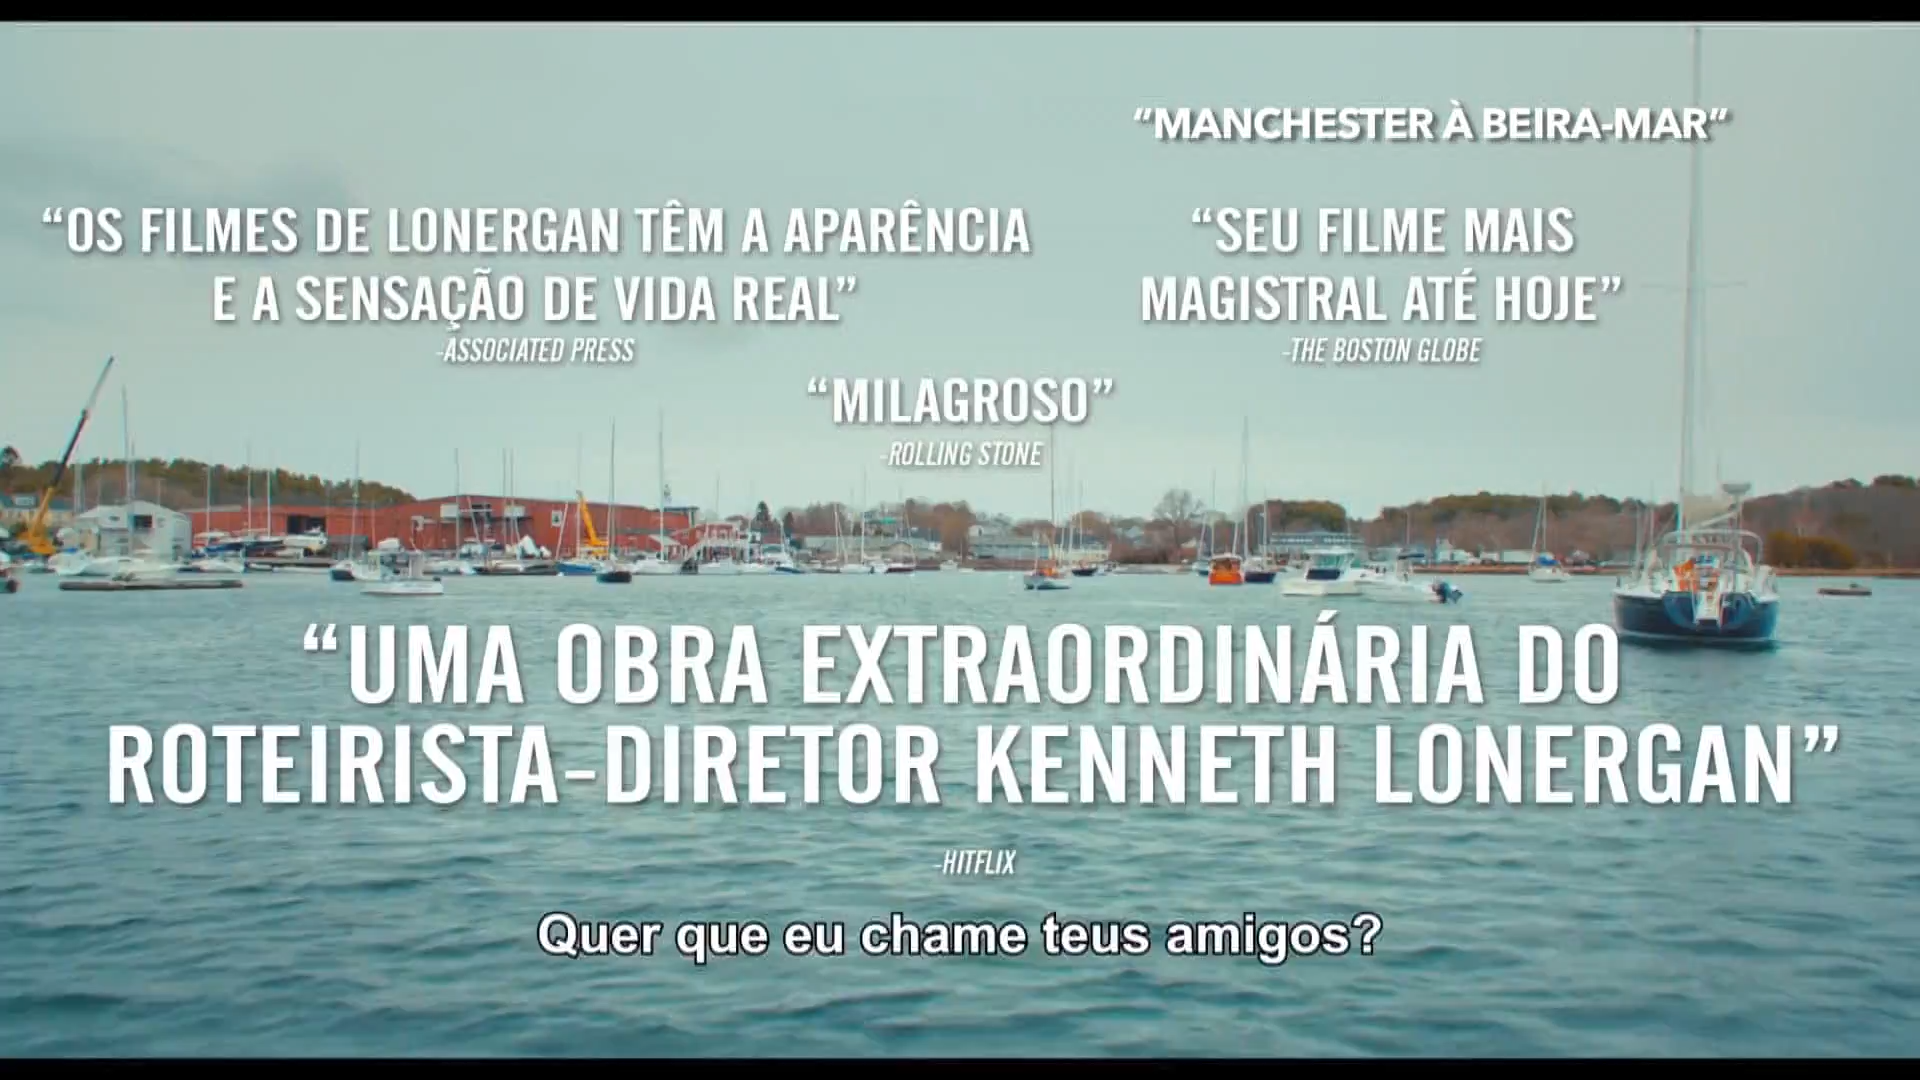 "MANCHESTER À BEIRA-MAR"
“OS FILMES DE LONERGAN TÊM A APARÊNCIA
E A SENSAÇÃO DE VIDA REAL”
-ASSOCIATED PRESS
“SEU FILME MAIS
MAGISTRAL ATÉ HOJE”
-THE BOSTON GLOBE
“MILAGROSO”
-ROLLING STONE
“UMA OBRA EXTRAORDINÁRIA DO
ROTEIRISTA-DIRETOR KENNETH LONERGAN”
-HITFLIX
Quer que eu chame teus amigos?